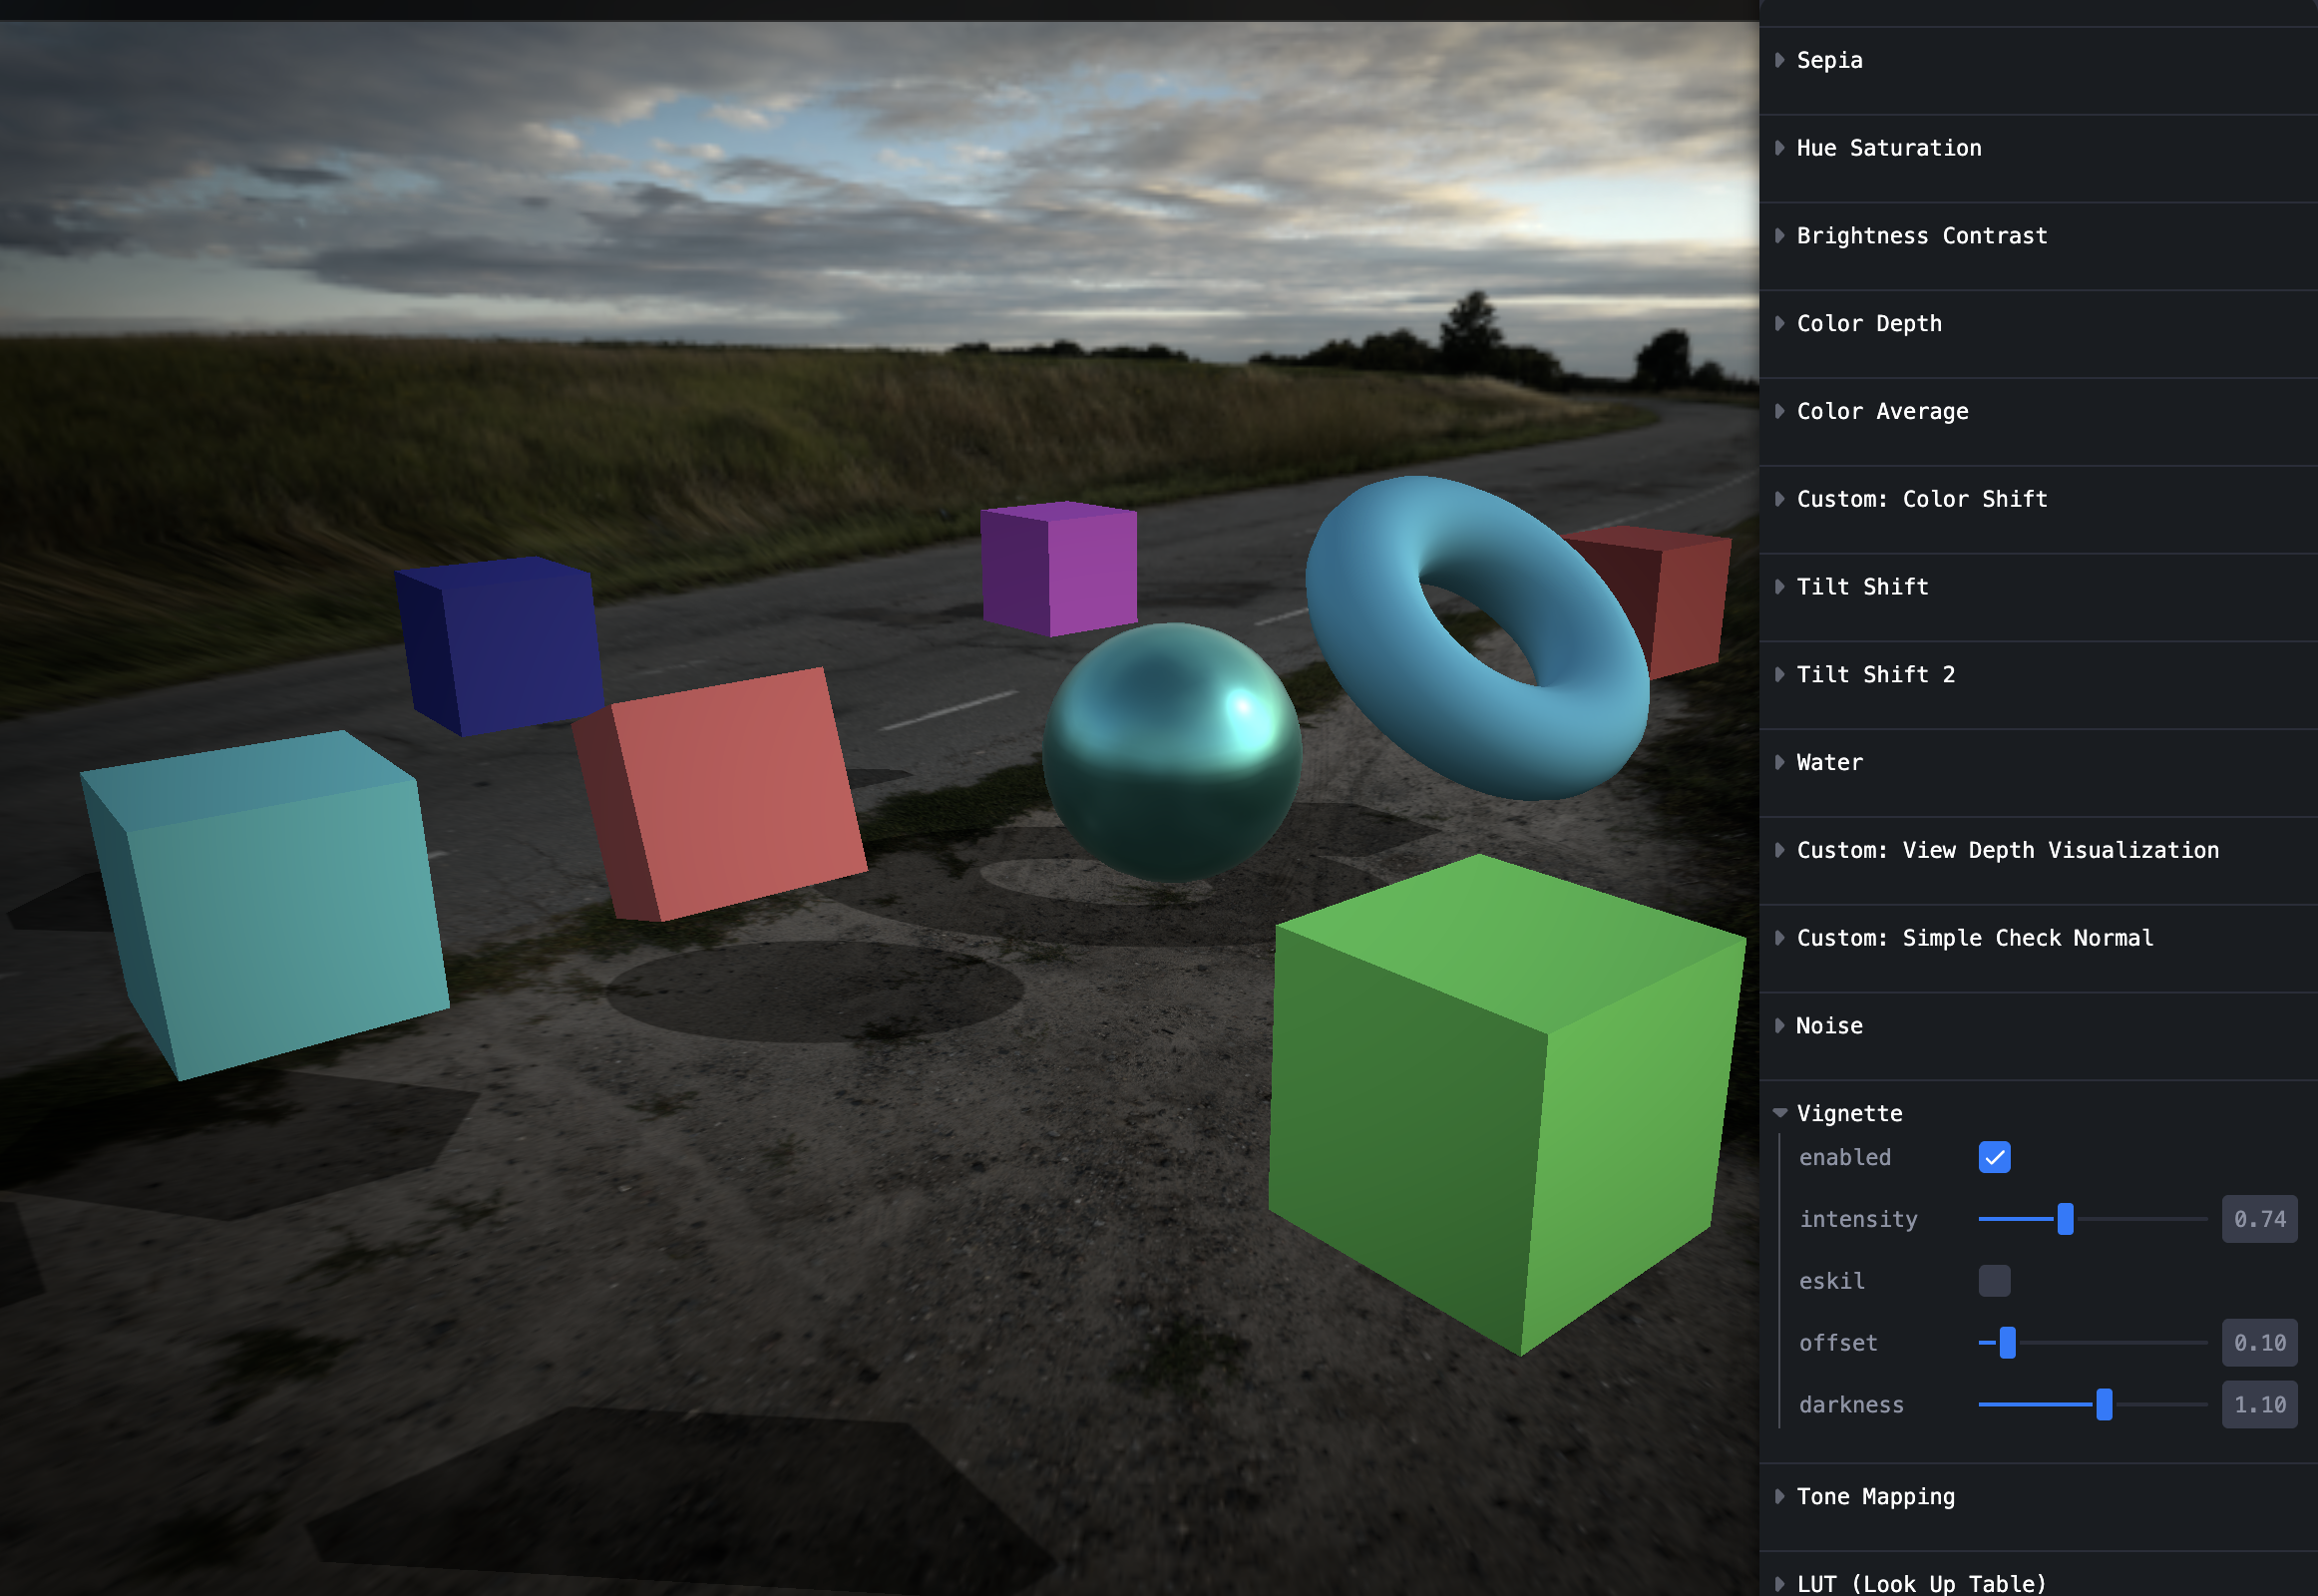 Sepia
Hue Saturation
Brightness Contrast
Color Depth
Color Average
Custom: Color Shift
Tilt Shift
Tilt Shift 2
Water
Custom: View Depth Visualization
Custom: Simple Check Normal
Noise
Vignette
enabled
intensity 0.74
eskil
offset 0.10
darkness 1.10
Tone Mapping
LUT (Look Up Table)